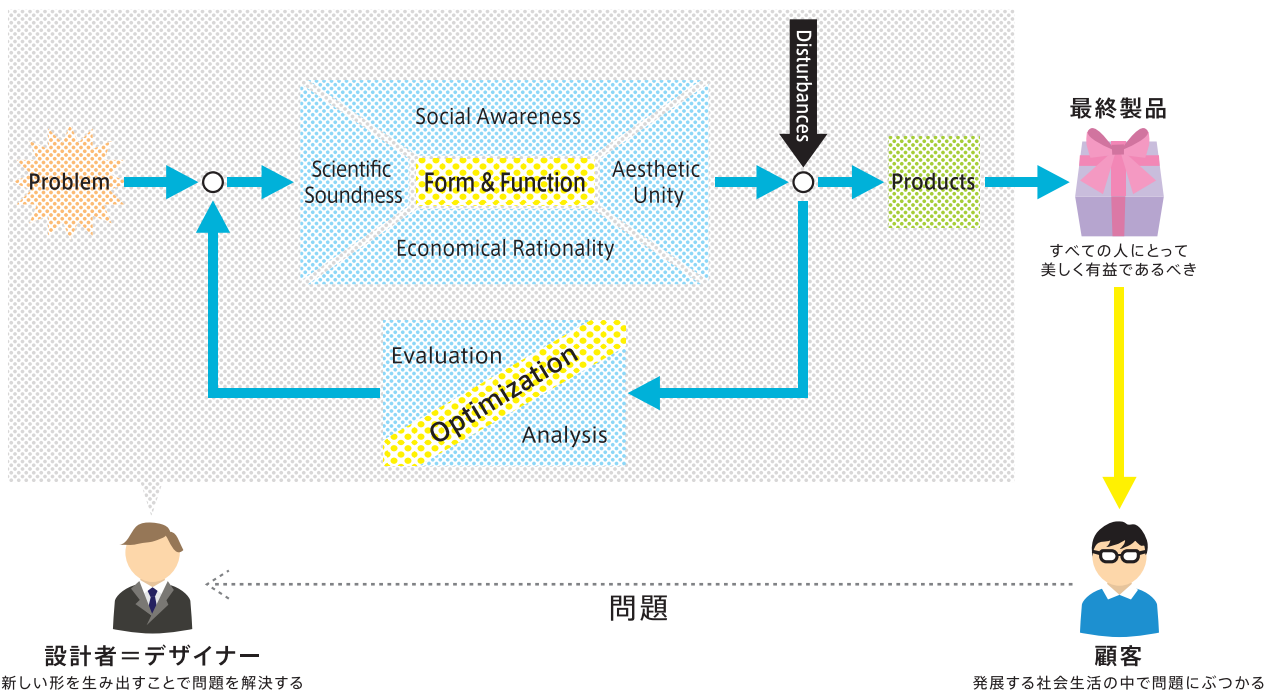 Disturbances
Social Awareness
Problem
Scientific
Soundness
Form & Function
Aesthetic
Unity
Economical Rationality
Products
最終製品
すべての人にとって
美しく有益であるべき
Evaluation
Optimization
Analysis
問題
設計者＝デザイナー
新しい形を生み出すことで問題を解決する
顧客
発展する社会生活の中で問題にぶつかる